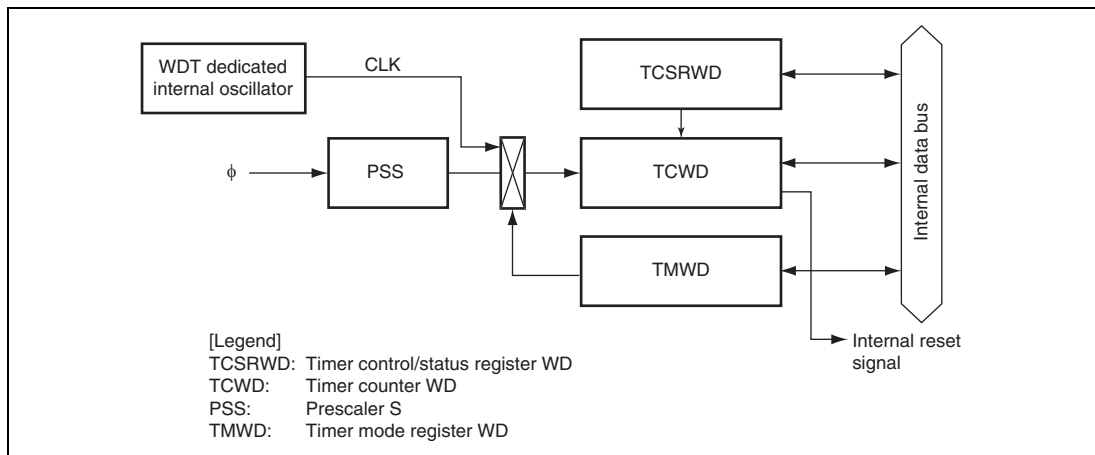 WDT dedicated
internal oscillator
CLK
TCSRWD
φ
PSS
TCWD
TMWD
Internal data bus
Internal reset
signal
[Legend]
TCSRWD: Timer control/status register WD
TCWD: Timer counter WD
PSS: Prescaler S
TMWD: Timer mode register WD